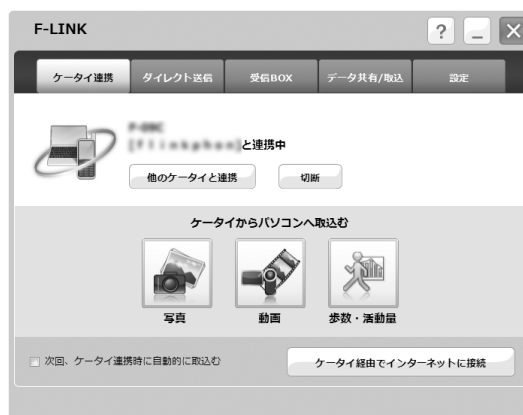 F-LINK
?
ケータイ連携 ダイレクト送信 受信BOX データ共有/取込 設定
と連携中
他のケータイと連携 切断
ケータイからパソコンへ取込む
写真 動画 歩数・活動量
次回、ケータイ連携時に自動的に取込む
ケータイ経由でインターネットに接続